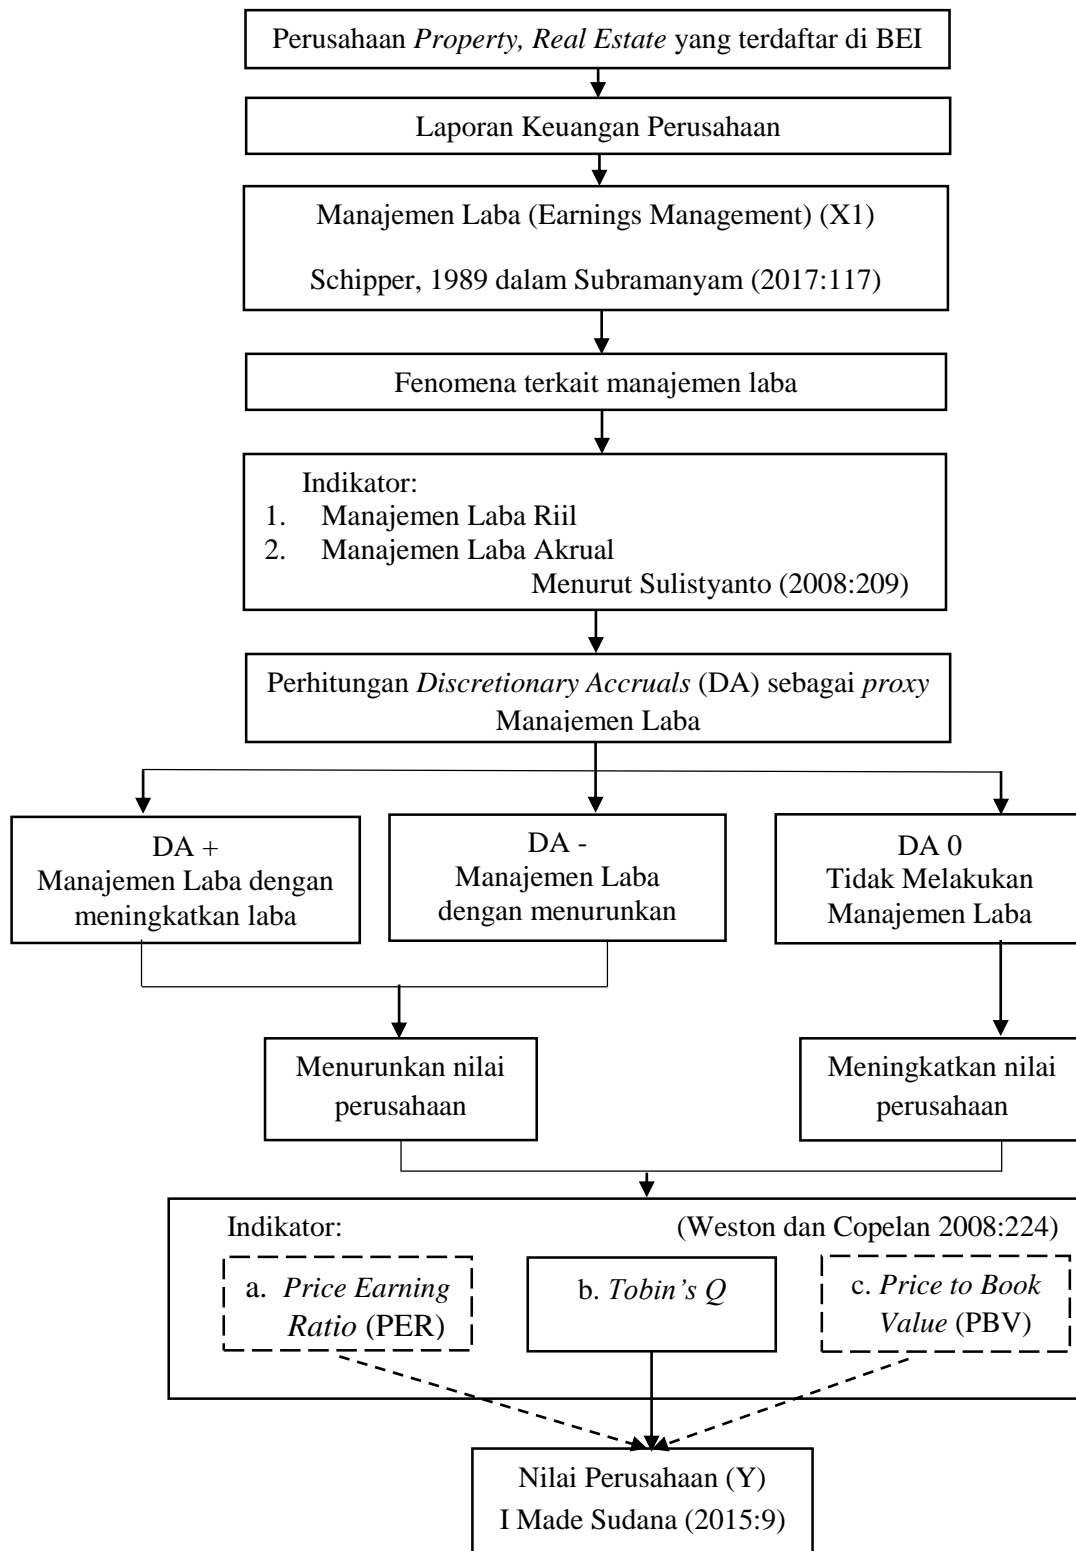 Perusahaan Property, Real Estate yang terdaftar di BEI
Laporan Keuangan Perusahaan
Manajemen Laba (Earnings Management) (X1)
Schipper, 1989 dalam Subramanyam (2017:117)
Fenomena terkait manajemen laba
Indikator:
1. Manajemen Laba Riil
2. Manajemen Laba Akrual
Menurut Sulistyanto (2008:209)
Perhitungan Discretionary Accruals (DA) sebagai proxy
Manajemen Laba
DA +
Manajemen Laba dengan
meningkatkan laba
DA -
Manajemen Laba
dengan menurunkan
DA 0
Tidak Melakukan
Manajemen Laba
Menurunkan nilai
perusahaan
Meningkatkan nilai
perusahaan
Indikator: (Weston dan Copelan 2008:224)
a. Price Earning
Ratio (PER)
b. Tobin’s Q
c. Price to Book
Value (PBV)
Nilai Perusahaan (Y)
I Made Sudana (2015:9)